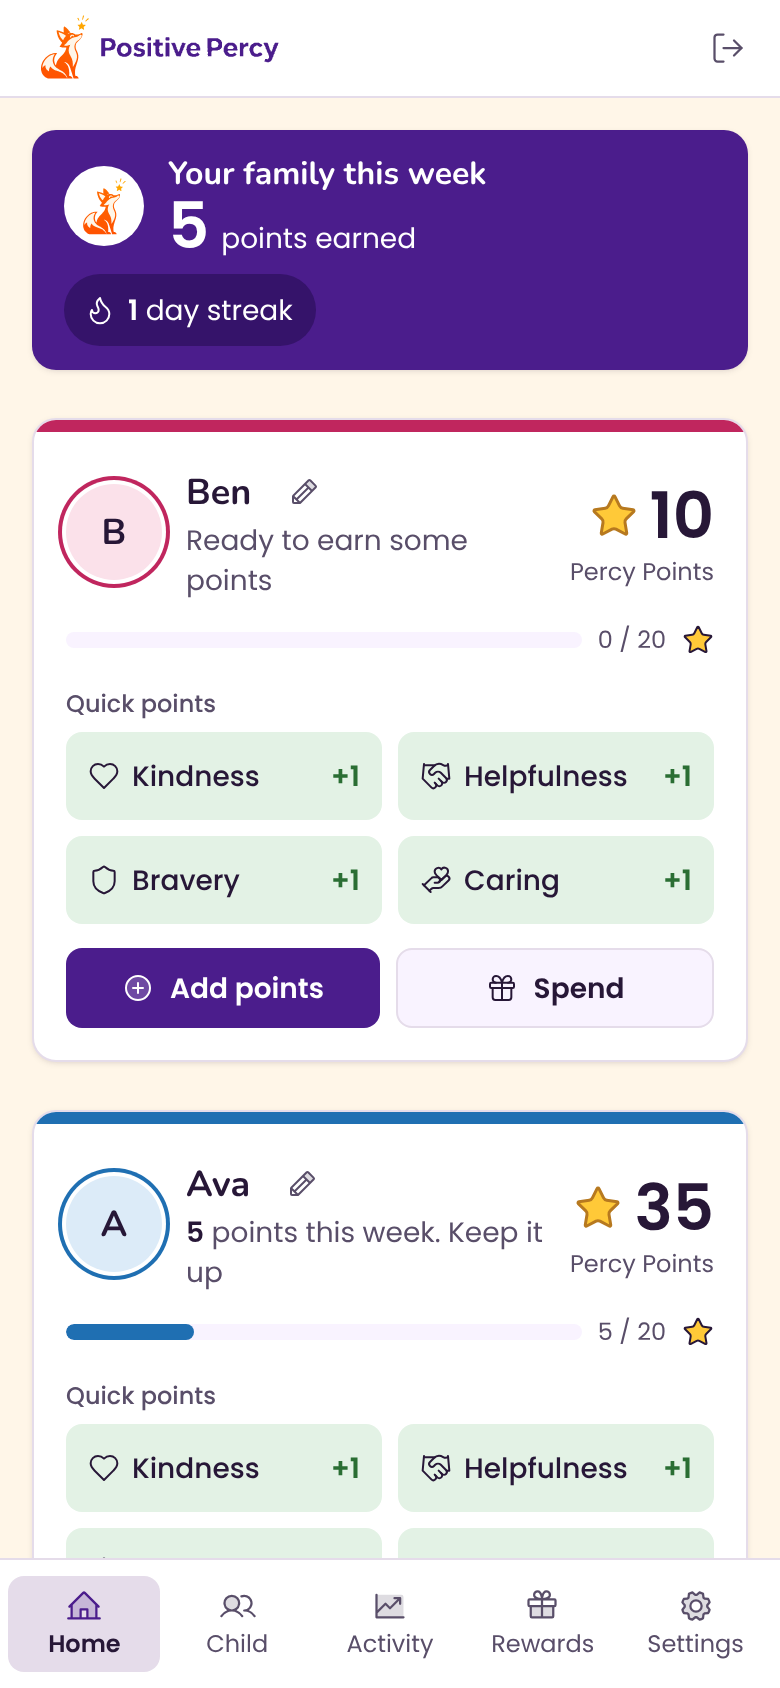 Positive Percy
Your family this week
5 points earned
1 day streak
B
Ben
Ready to earn some
points
10
Percy Points
0 / 20
Quick points
Kindness +1
Helpfulness +1
Bravery +1
Caring +1
Add points
Spend
A
Ava
5 points this week. Keep it
up
35
Percy Points
5 / 20
Quick points
Kindness +1
Helpfulness +1
Home
Child
Activity
Rewards
Settings